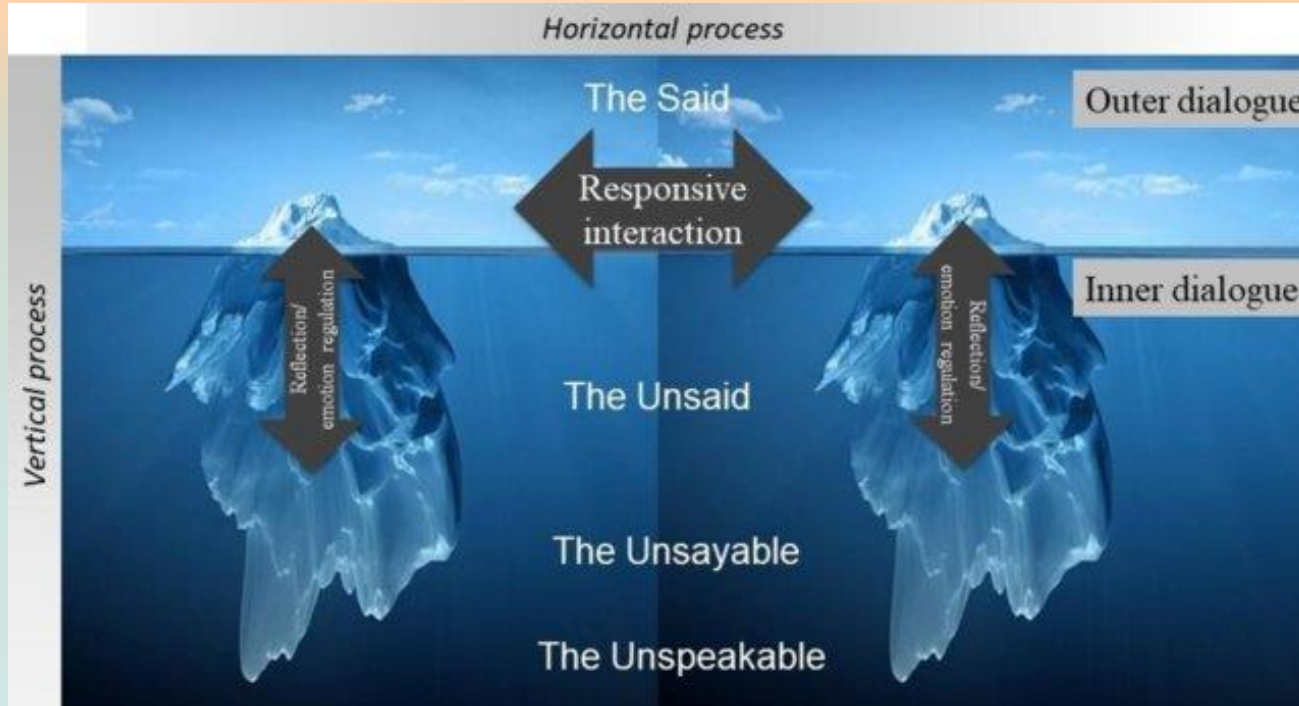 Horizontal process
Vertical process
The Said
Outer dialogue
Responsive
interaction
Inner dialogue
Reflection/
emotion regulation
Reflection/
emotion regulation
The Unsaid
The Unsayable
The Unspeakable